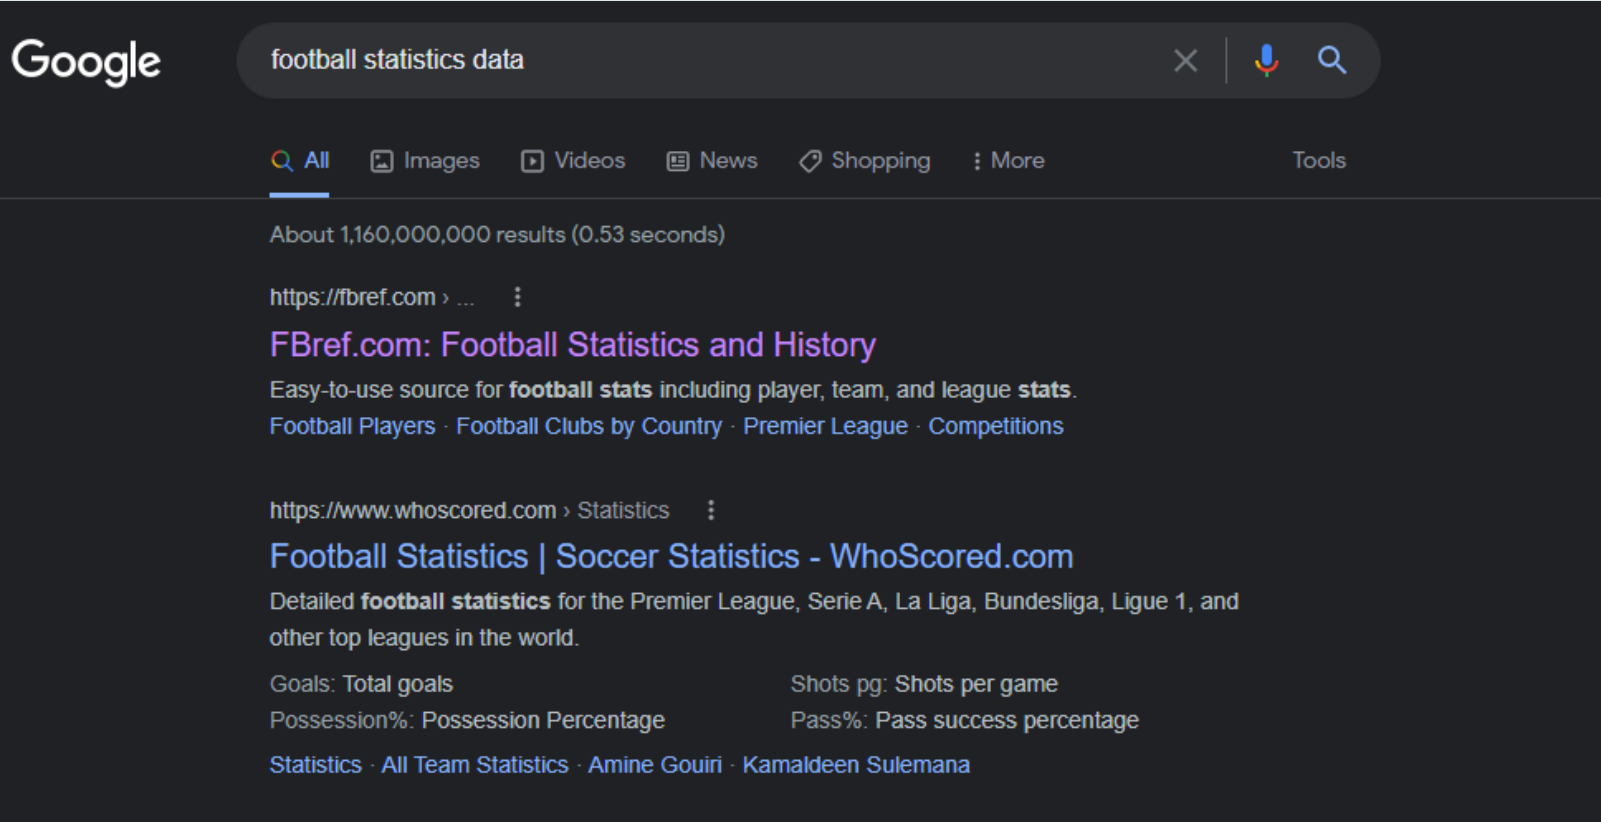 Google
football statistics data
All Images Videos News Shopping More Tools
About 1,160,000,000 results (0.53 seconds)
https://fbref.com › ...
FBref.com: Football Statistics and History
Easy-to-use source for football stats including player, team, and league stats.
Football Players · Football Clubs by Country · Premier League · Competitions
https://www.whoscored.com › Statistics
Football Statistics | Soccer Statistics - WhoScored.com
Detailed football statistics for the Premier League, Serie A, La Liga, Bundesliga, Ligue 1, and
other top leagues in the world.
Goals: Total goals Shots pg: Shots per game
Possession%: Possession Percentage Pass%: Pass success percentage
Statistics · All Team Statistics · Amine Gouiri · Kamaldeen Sulemana